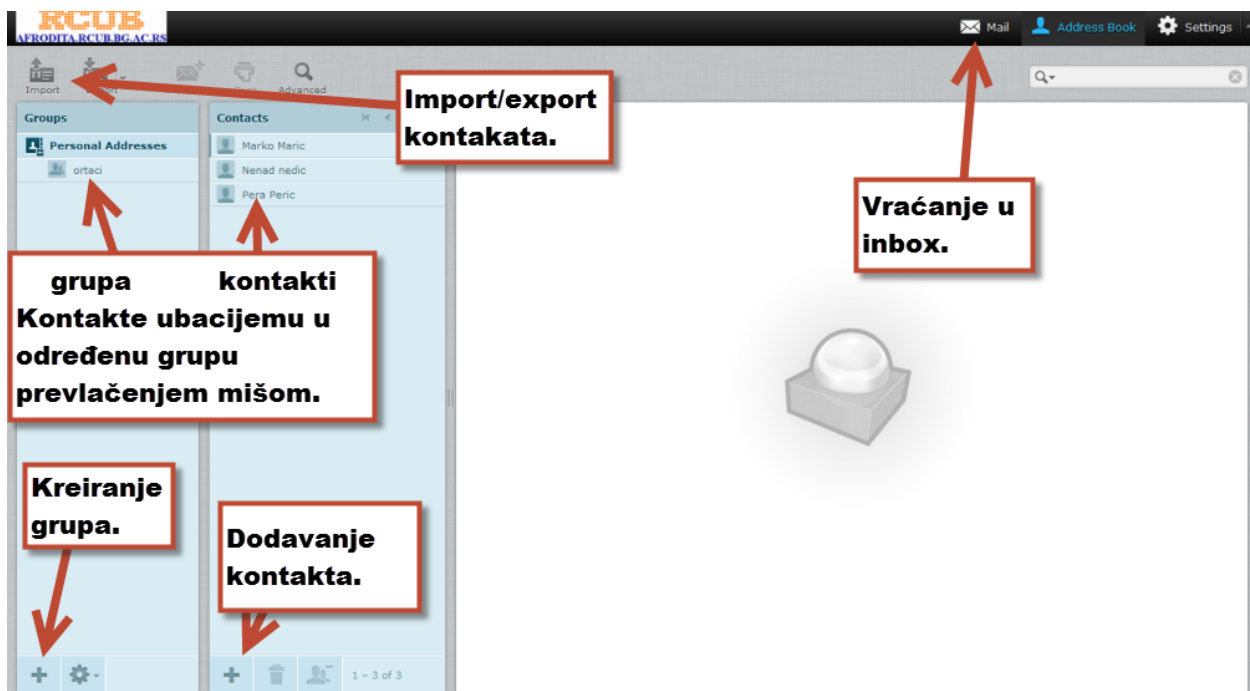 RCUB
AFRODITA.RCUB.BG.AC.RS
Mail
Address Book
Settings
Import
Advanced
Import/export
kontakata.
Groups
Contacts
Personal Addresses
ortaci
Marko Maric
Nenad nedic
Pera Peric
Vraćanje u
inbox.
grupa kontakti
Kontakte ubacijemu u
određenu grupu
prevlačenjem mišom.
Kreiranje
grupa.
Dodavanje
kontakta.
1 – 3 of 3